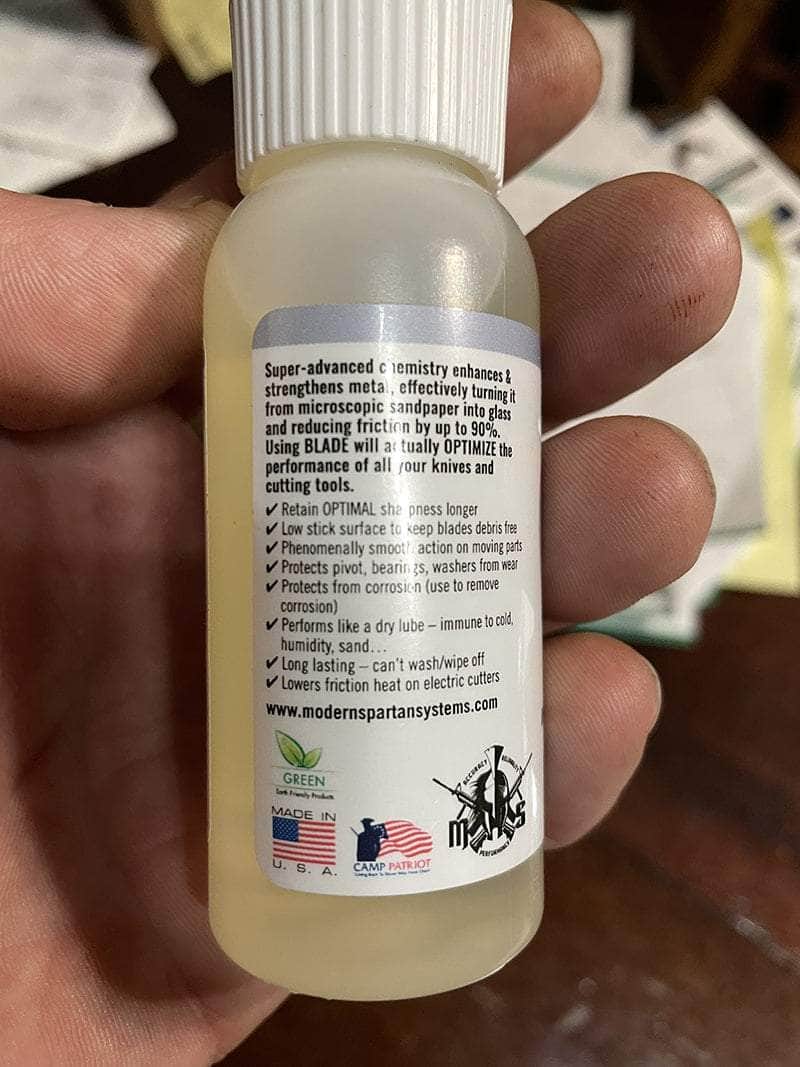 Super-advanced chemistry enhances &
strengthens metal, effectively turning it
from microscopic sandpaper into glass
and reducing friction by up to 90%.
Using BLADE will actually OPTIMIZE the
performance of all your knives and
cutting tools.
✔ Retain OPTIMAL sharpness longer
✔ Low stick surface to keep blades debris free
✔ Phenomenally smooth action on moving parts
✔ Protects pivot, bearings, washers from wear
✔ Protects from corrosion (use to remove
corrosion)
✔ Performs like a dry lube – immune to cold,
humidity, sand...
✔ Long lasting – can't wash/wipe off
✔ Lowers friction heat on electric cutters
www.modernspartansystems.com
GREEN
Earth Friendly Products
MADE IN
U. S. A.
CAMP PATRIOT
ACCURACY RELIABILITY
M S
PERFORMANCE